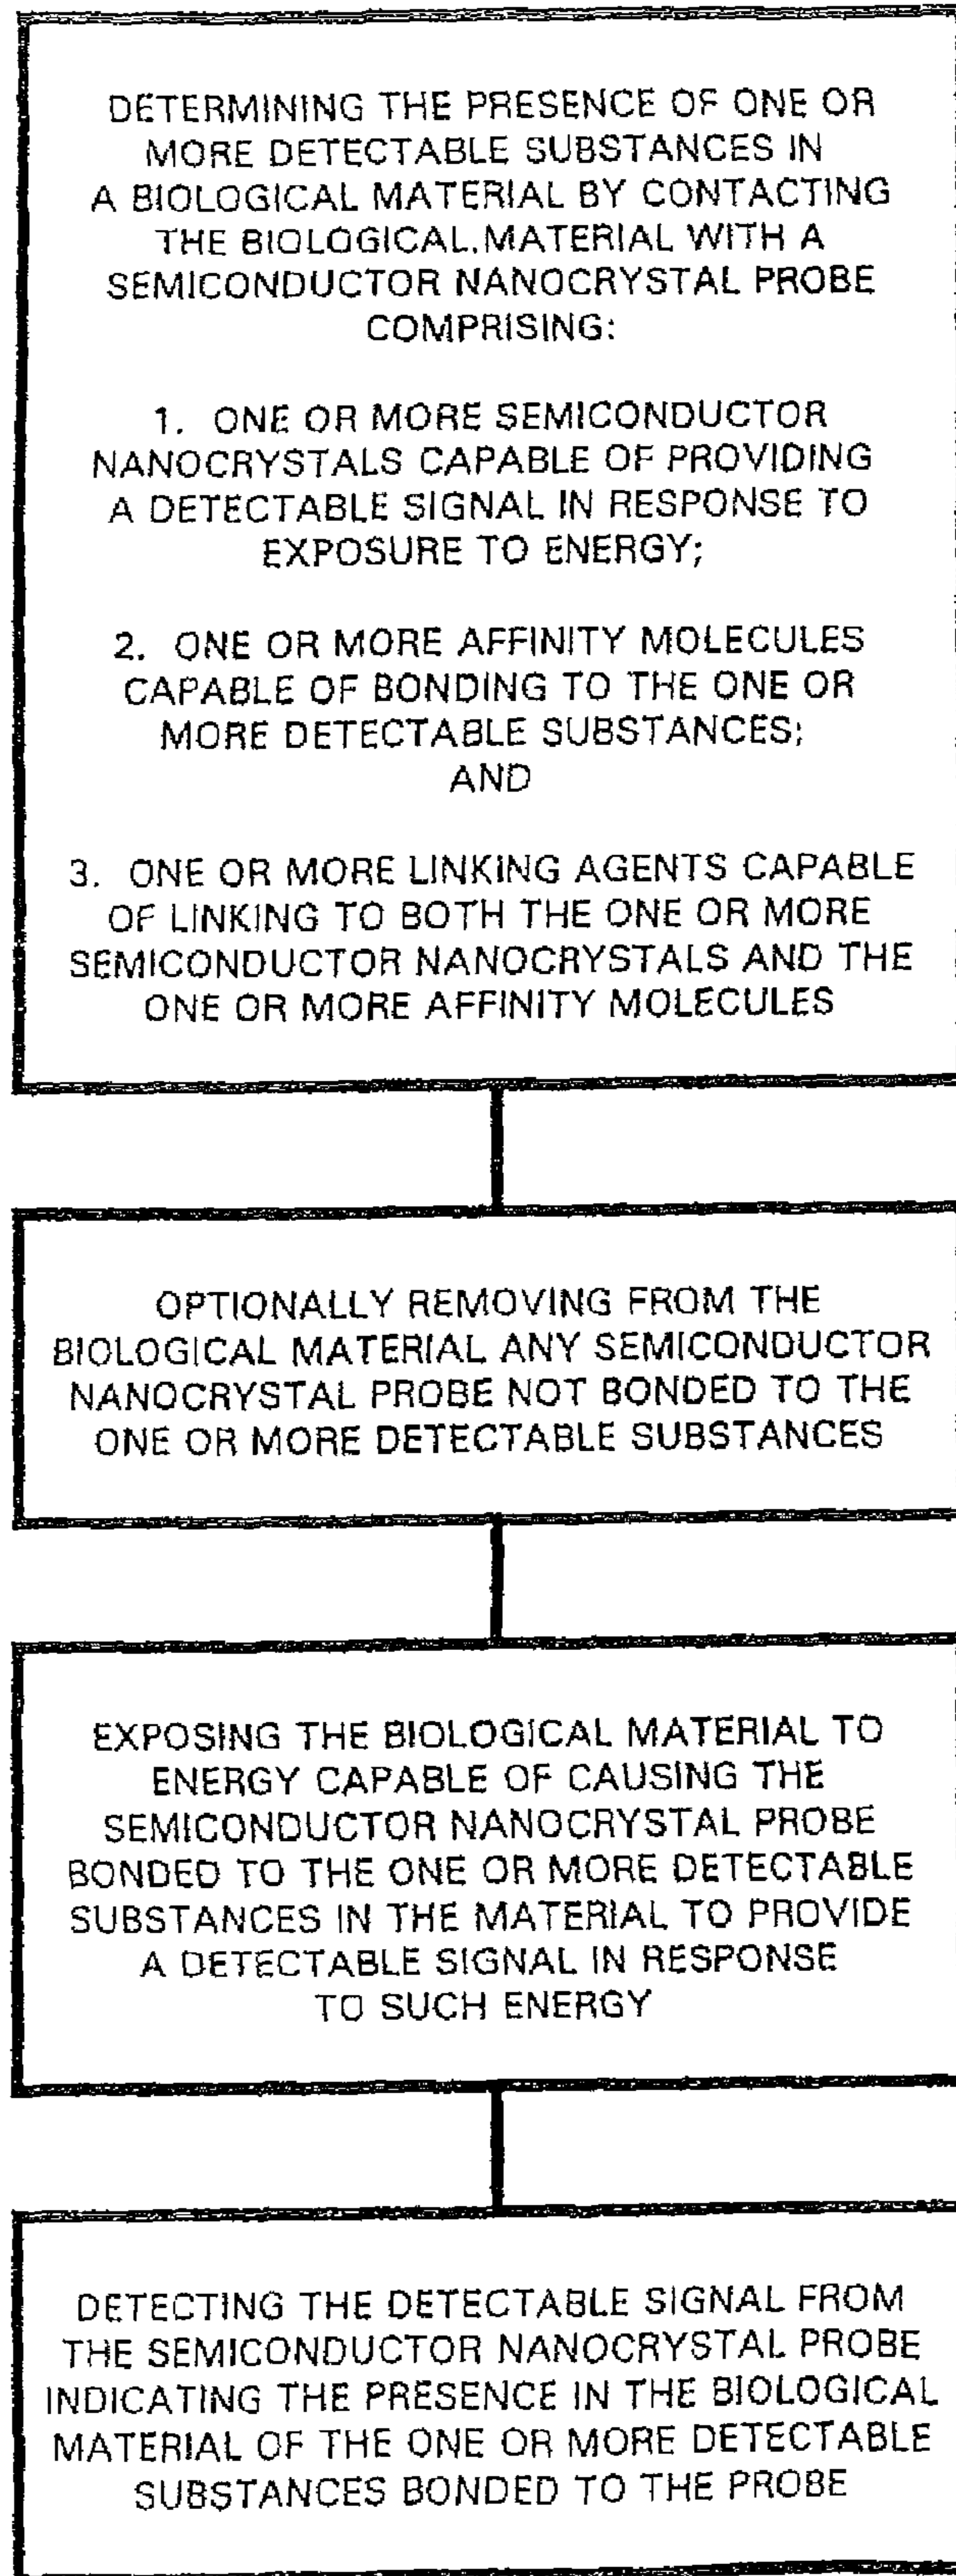 DETERMINING THE PRESENCE OF ONE OR
MORE DETECTABLE SUBSTANCES IN
A BIOLOGICAL MATERIAL BY CONTACTING
THE BIOLOGICAL.MATERIAL WITH A
SEMICONDUCTOR NANOCRYSTAL PROBE
COMPRISING:
1. ONE OR MORE SEMICONDUCTOR
NANOCRYSTALS CAPABLE OF PROVIDING
A DETECTABLE SIGNAL IN RESPONSE TO
EXPOSURE TO ENERGY;
2. ONE OR MORE AFFINITY MOLECULES
CAPABLE OF BONDING TO THE ONE OR
MORE DETECTABLE SUBSTANCES;
AND
3. ONE OR MORE LINKING AGENTS CAPABLE
OF LINKING TO BOTH THE ONE OR MORE
SEMICONDUCTOR NANOCRYSTALS AND THE
ONE OR MORE AFFINITY MOLECULES
OPTIONALLY REMOVING FROM THE
BIOLOGICAL MATERIAL ANY SEMICONDUCTOR
NANOCRYSTAL PROBE NOT BONDED TO THE
ONE OR MORE DETECTABLE SUBSTANCES
EXPOSING THE BIOLOGICAL MATERIAL TO
ENERGY CAPABLE OF CAUSING THE
SEMICONDUCTOR NANOCRYSTAL PROBE
BONDED TO THE ONE OR MORE DETECTABLE
SUBSTANCES IN THE MATERIAL TO PROVIDE
A DETECTABLE SIGNAL IN RESPONSE
TO SUCH ENERGY
DETECTING THE DETECTABLE SIGNAL FROM
THE SEMICONDUCTOR NANOCRYSTAL PROBE
INDICATING THE PRESENCE IN THE BIOLOGICAL
MATERIAL OF THE ONE OR MORE DETECTABLE
SUBSTANCES BONDED TO THE PROBE